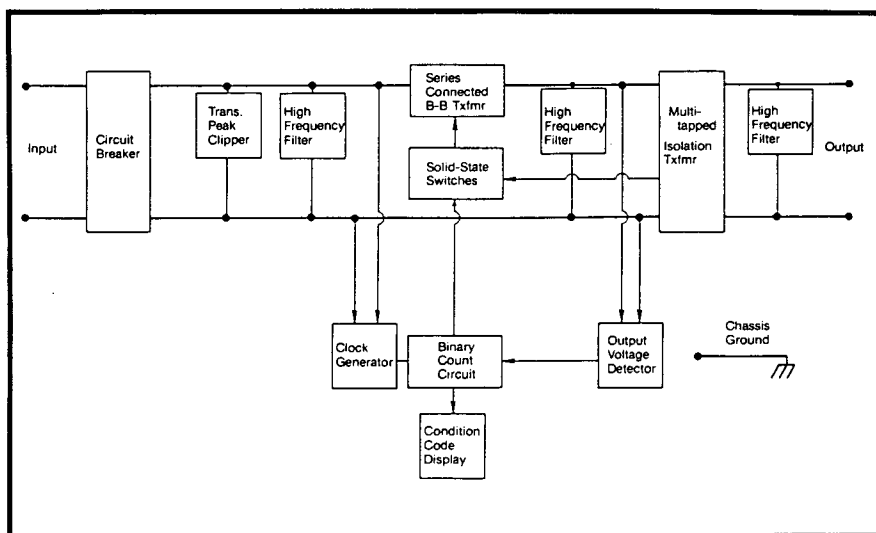 Input
Circuit
Breaker
Trans.
Peak
Clipper
High
Frequency
Filter
Series
Connected
B-B Txfmr
Solid-State
Switches
High
Frequency
Filter
Multi-
tapped
Isolation
Txfmr
High
Frequency
Filter
Output
Clock
Generator
Binary
Count
Circuit
Output
Voltage
Detector
Chassis
Ground
Condition
Code
Display